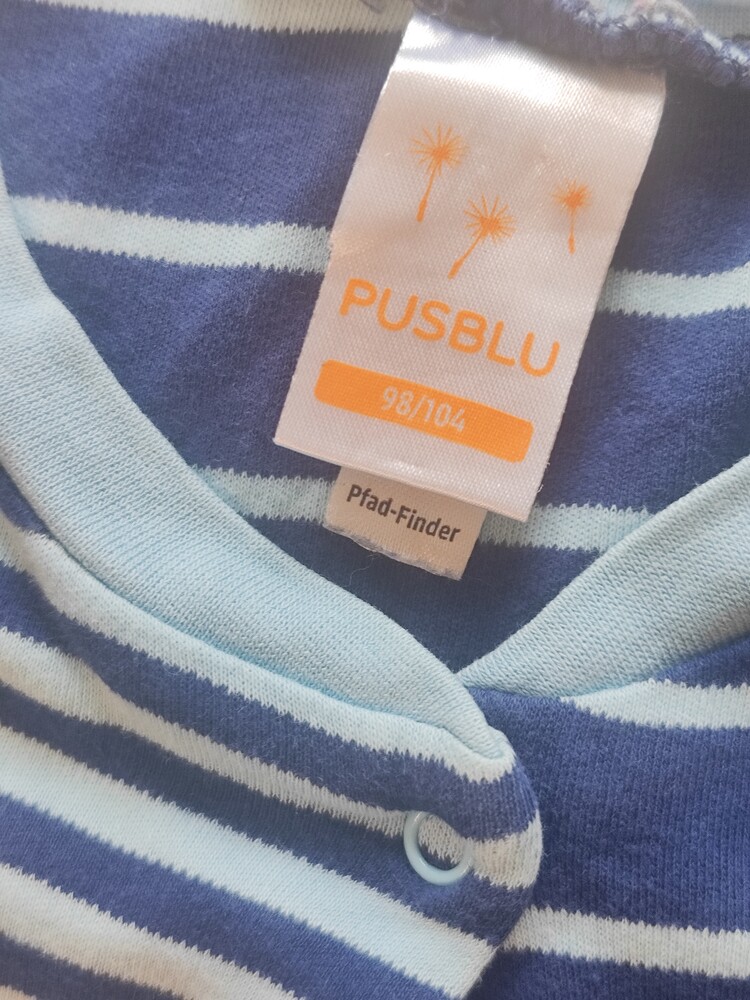 PUSBLU
98/104
Pfad-Finder